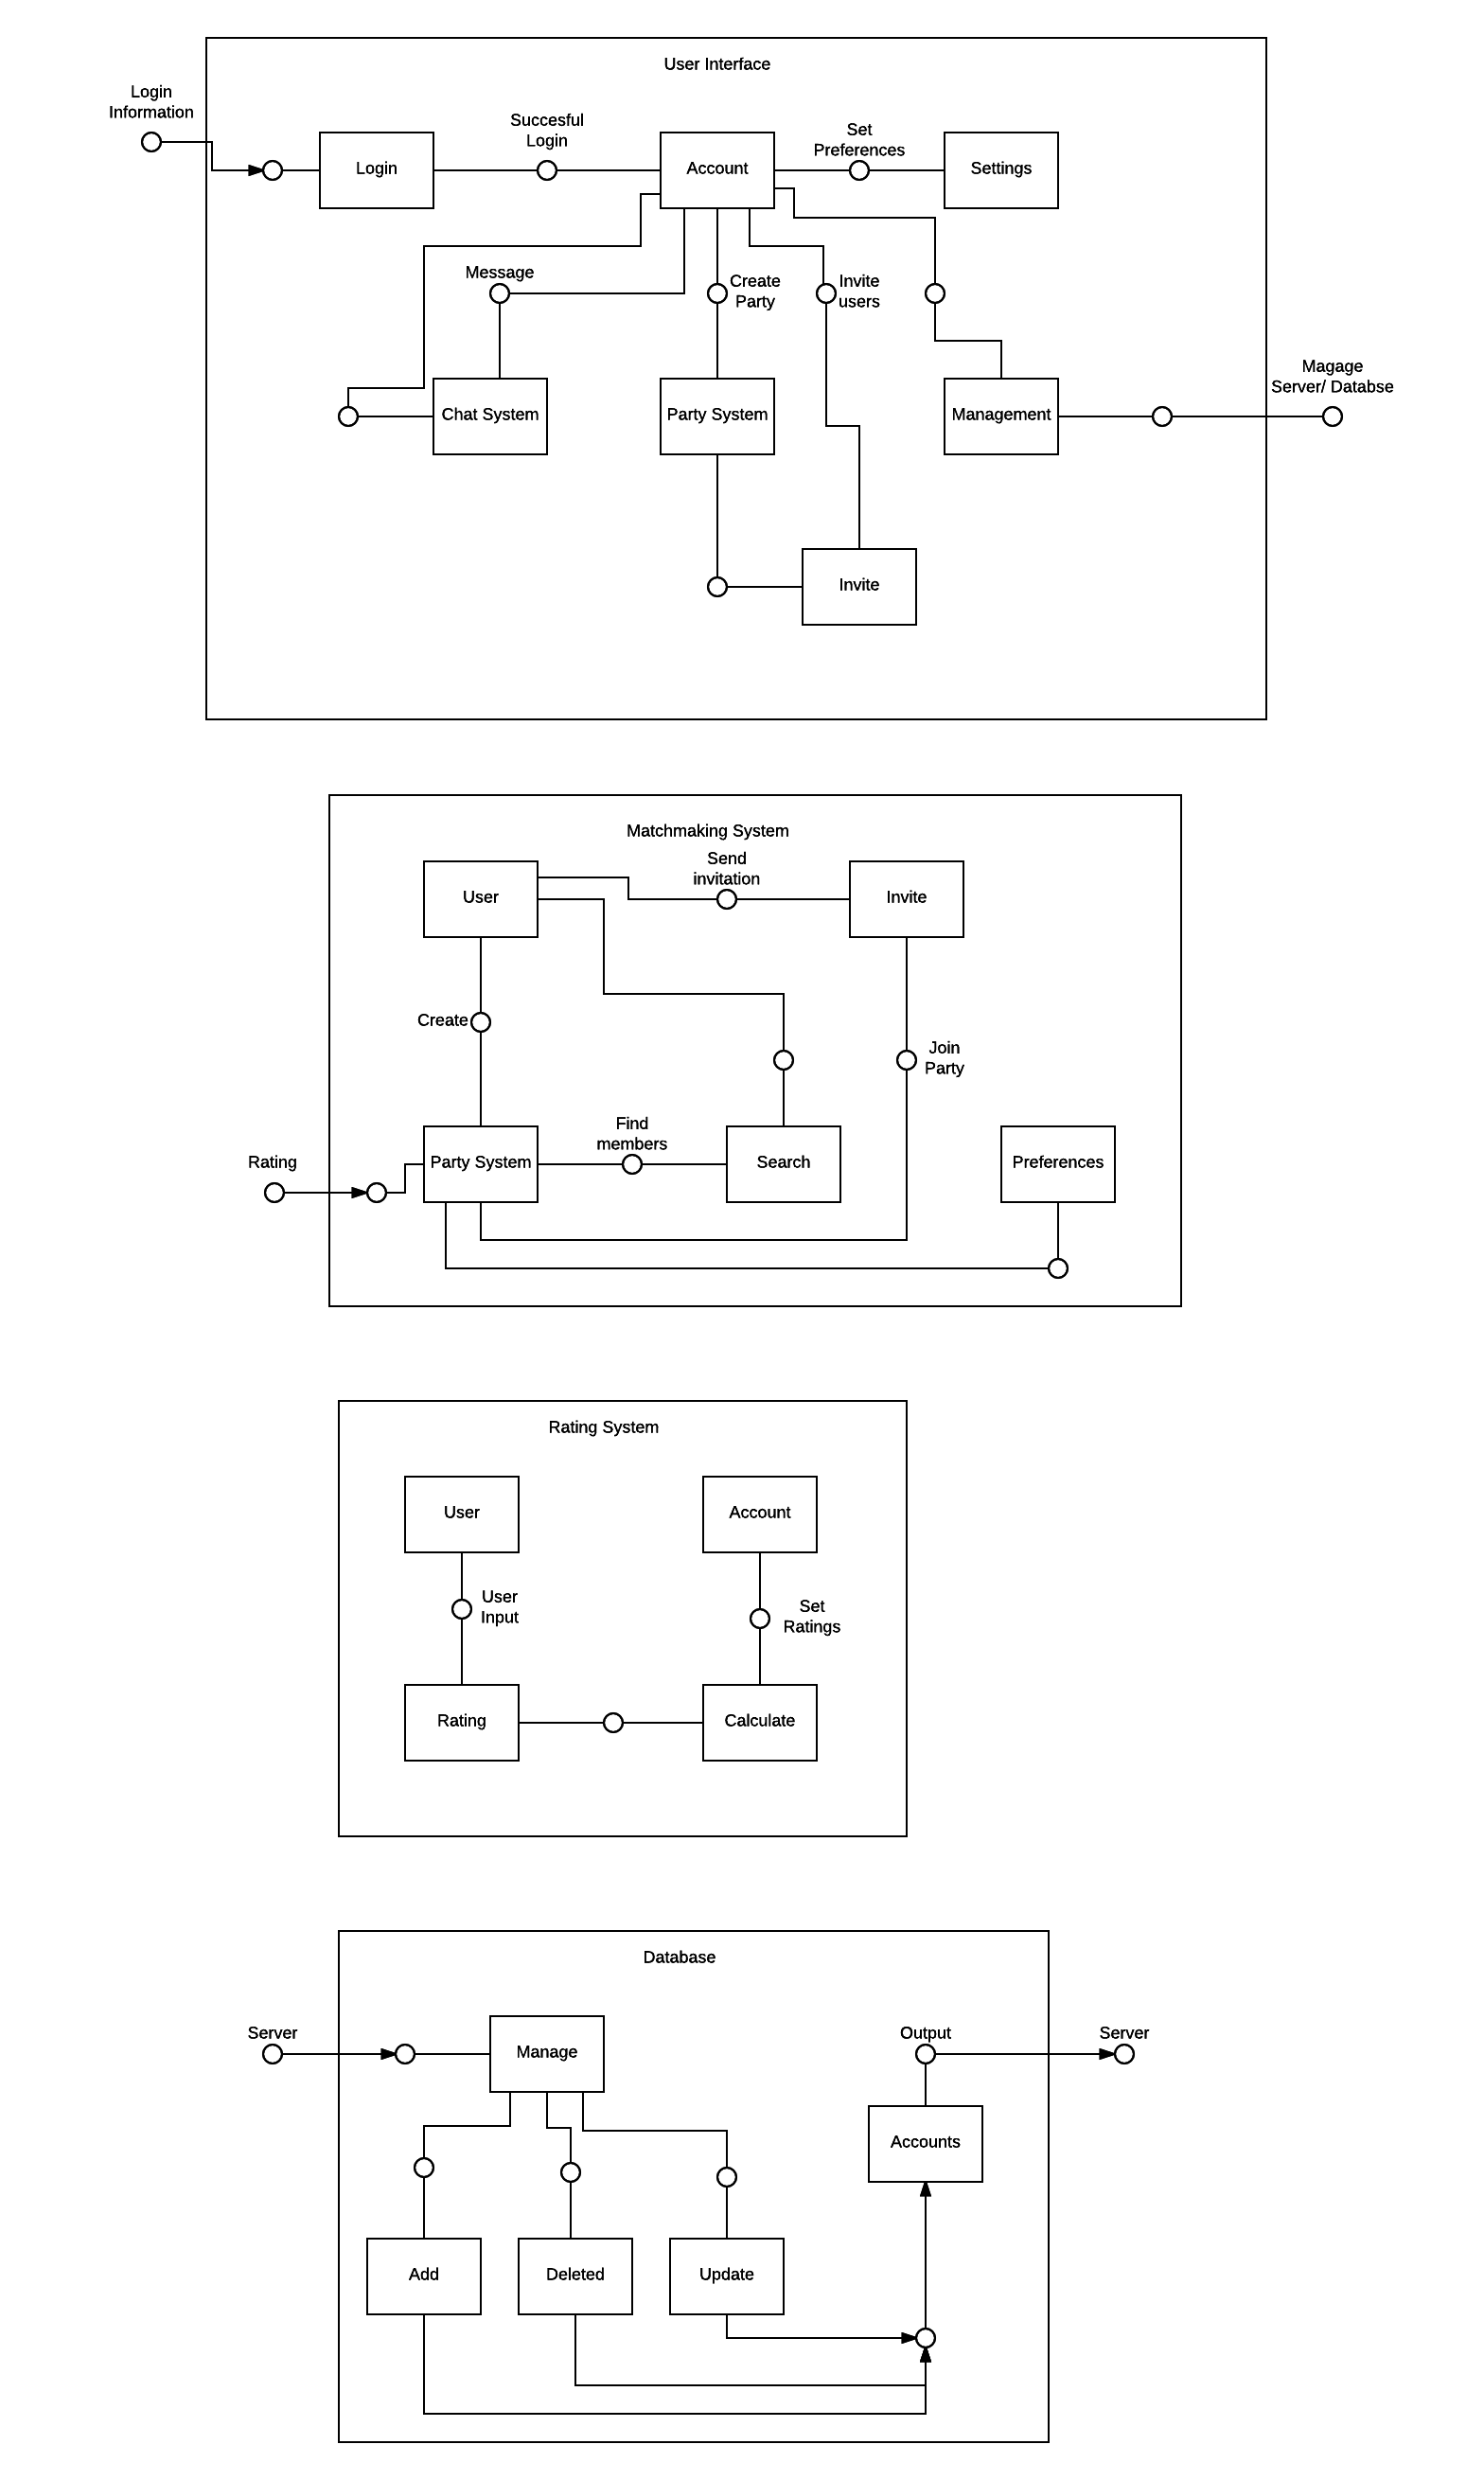 User Interface
Login
Information
Succesful
Login
Set
Preferences
Login
Account
Settings
Message
Create
Party
Invite
users
Magage
Server/ Databse
Chat System
Party System
Management
Invite
Matchmaking System
Send
invitation
User
Invite
Create
Join
Party
Find
members
Rating
Party System
Search
Preferences
Rating System
User
Account
User
Input
Set
Ratings
Rating
Calculate
Database
Server
Manage
Output
Server
Accounts
Add
Deleted
Update